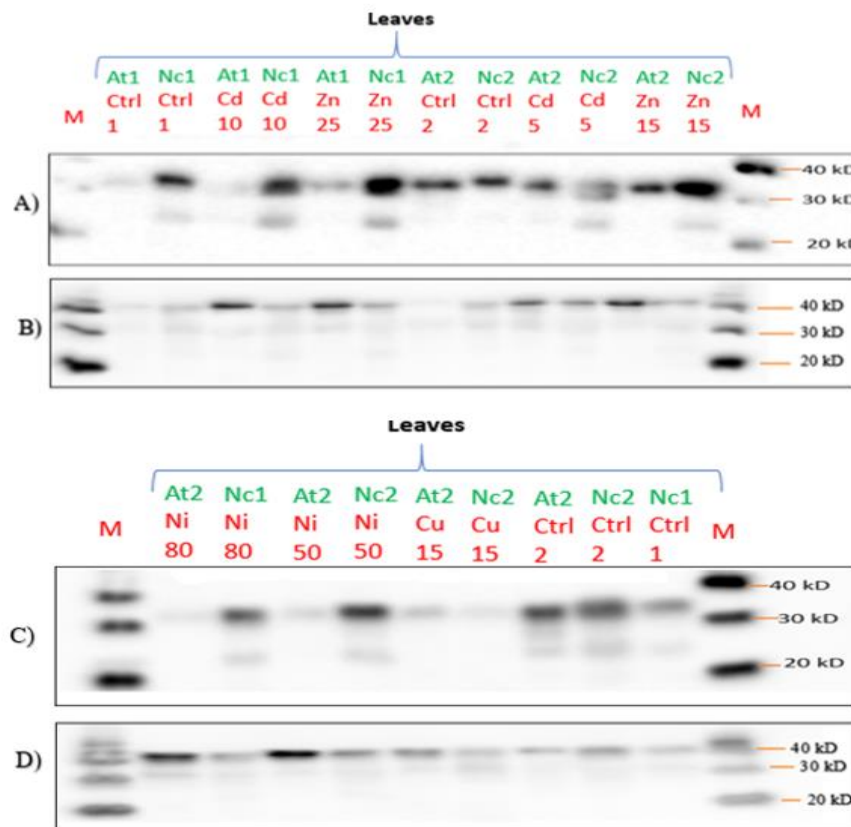 Leaves
At1 Nc1 At1 Nc1 At1 Nc1 At2 Nc2 At2 Nc2 At2 Nc2
M Ctrl Ctrl Cd Cd Zn Zn Ctrl Ctrl Cd Cd Zn Zn M
1 1 10 10 25 25 2 2 5 5 15 15
A)
40 kD
30 kD
20 kD
B)
40 kD
30 kD
20 kD
Leaves
At2 Nc1 At2 Nc2 At2 Nc2 At2 Nc2 Nc1
M Ni Ni Ni Ni Cu Cu Ctrl Ctrl Ctrl M
80 80 50 50 15 15 2 2 1
C)
40 kD
30 kD
20 kD
D)
40 kD
30 kD
20 kD